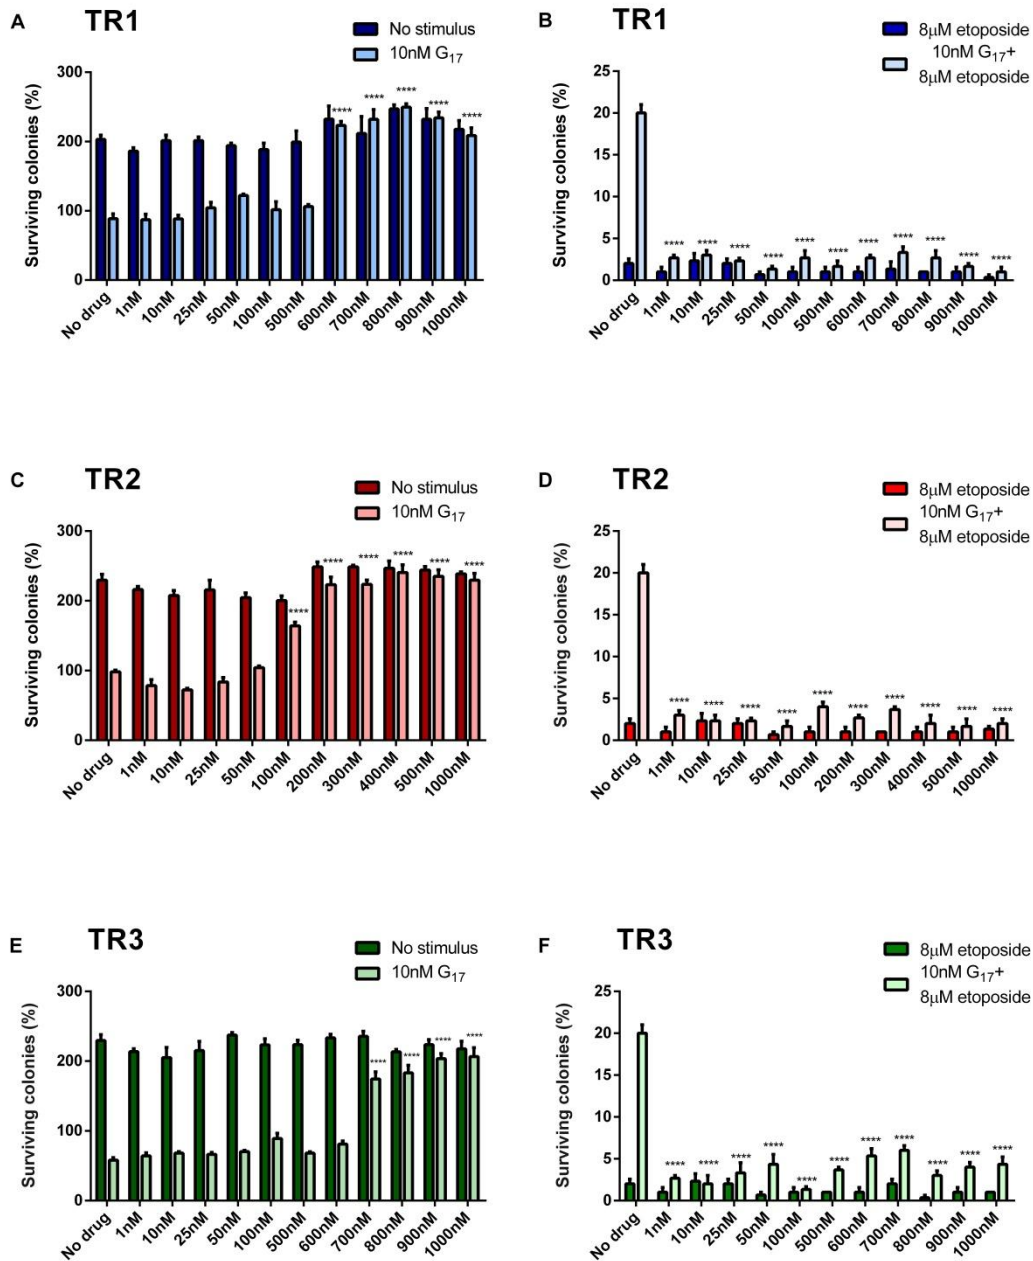 A TR1
No stimulus
10nM G17
Surviving colonies (%)
300
200
100
0
**** **** **** **** ****
No drug 1nM 10nM 25nM 50nM 100nM 500nM 600nM 700nM 800nM 900nM 1000nM
B TR1
8μM etoposide
10nM G17+
8μM etoposide
Surviving colonies (%)
25
20
15
10
5
0
**** **** **** **** **** **** **** **** **** **** ****
No drug 1nM 10nM 25nM 50nM 100nM 500nM 600nM 700nM 800nM 900nM 1000nM
C TR2
No stimulus
10nM G17
Surviving colonies (%)
300
200
100
0
**** **** **** **** **** ****
No drug 1nM 10nM 25nM 50nM 100nM 200nM 300nM 400nM 500nM 1000nM
D TR2
8μM etoposide
10nM G17+
8μM etoposide
Surviving colonies (%)
25
20
15
10
5
0
**** **** **** **** **** **** **** **** **** ****
No drug 1nM 10nM 25nM 50nM 100nM 200nM 300nM 400nM 500nM 1000nM
E TR3
No stimulus
10nM G17
Surviving colonies (%)
300
200
100
0
**** **** **** ****
No drug 1nM 10nM 25nM 50nM 100nM 500nM 600nM 700nM 800nM 900nM 1000nM
F TR3
8μM etoposide
10nM G17+
8μM etoposide
Surviving colonies (%)
25
20
15
10
5
0
**** **** **** **** **** **** **** **** **** **** ****
No drug 1nM 10nM 25nM 50nM 100nM 500nM 600nM 700nM 800nM 900nM 1000nM